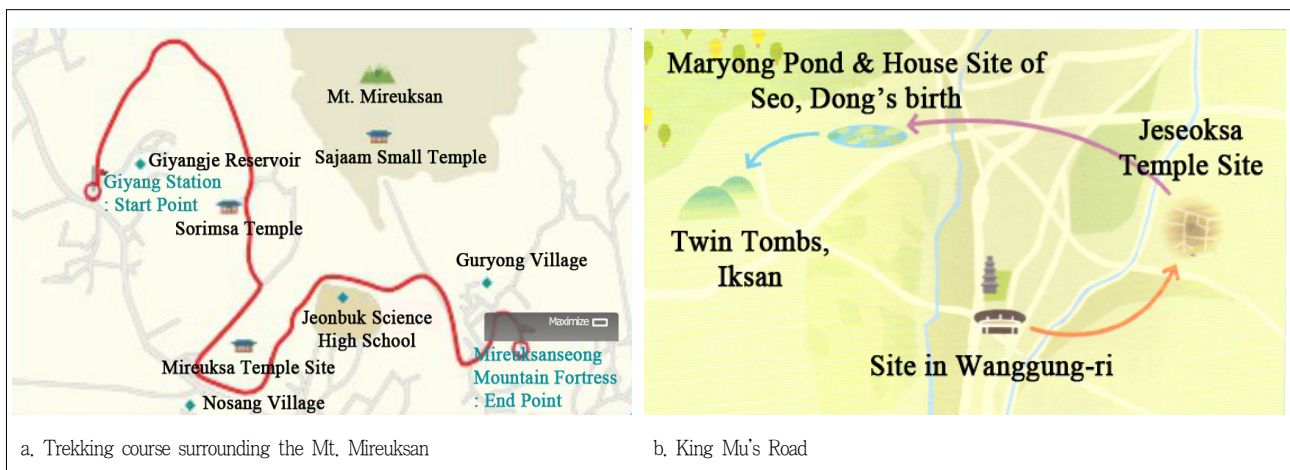 Mt. Mireuksan
Sajaam Small Temple
Giyangje Reservoir
Giyang Station
: Start Point
Sorimsa Temple
Guryong Village
Maximize
Jeonbuk Science
High School
Mireuksa Temple Site
Mireuksanseong
Mountain Fortress
: End Point
Nosang Village
a. Trekking course surrounding the Mt. Mireuksan
Maryong Pond & House Site of
Seo, Dong's birth
Jeseoksa
Temple Site
Twin Tombs,
Iksan
Site in Wanggung-ri
b. King Mu's Road